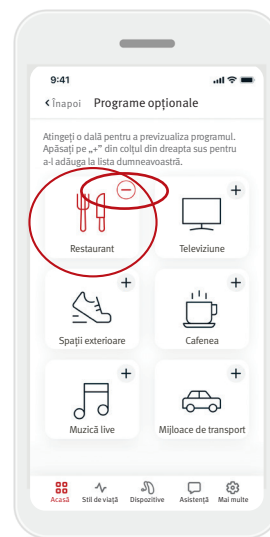 9:41
Înapoi Programe opționale
Atingeți o dată pentru a previzualiza programul.
Apăsați pe „+” din colțul din dreapta sus pentru
a-l adăuga la lista dumneavoastră.
Restaurant Televiziune
Spații exterioare Cafenea
Muzică live Mijloace de transport
Acasă Stil de viață Dispozitive Asistență Mai multe